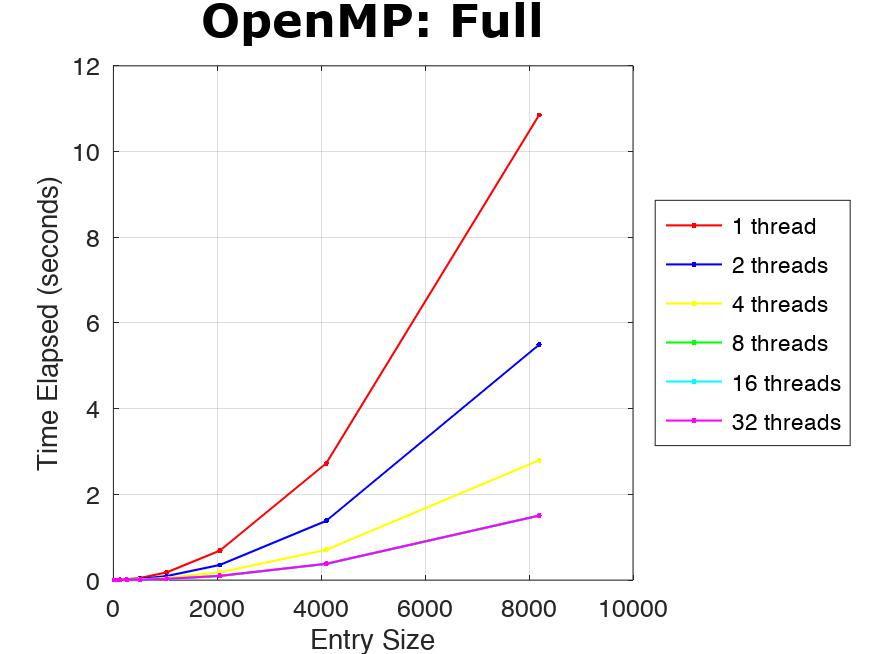 OpenMP: Full
12
10
8
6
4
2
0
Time Elapsed (seconds)
0 2000 4000 6000 8000 10000
Entry Size
1 thread
2 threads
4 threads
8 threads
16 threads
32 threads